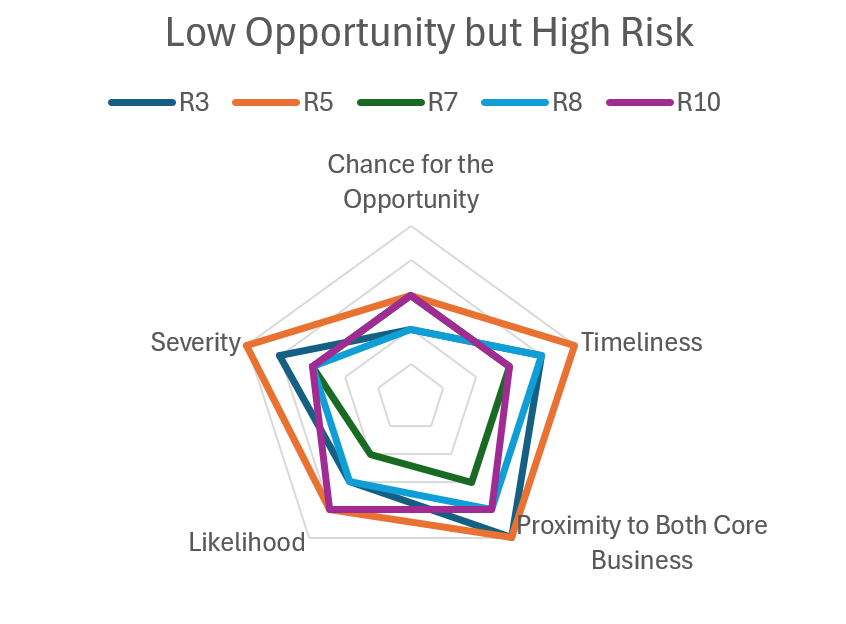 Low Opportunity but High Risk
R3 R5 R7 R8 R10
Chance for the
Opportunity
Severity
Timeliness
Proximity to Both Core
Business
Likelihood